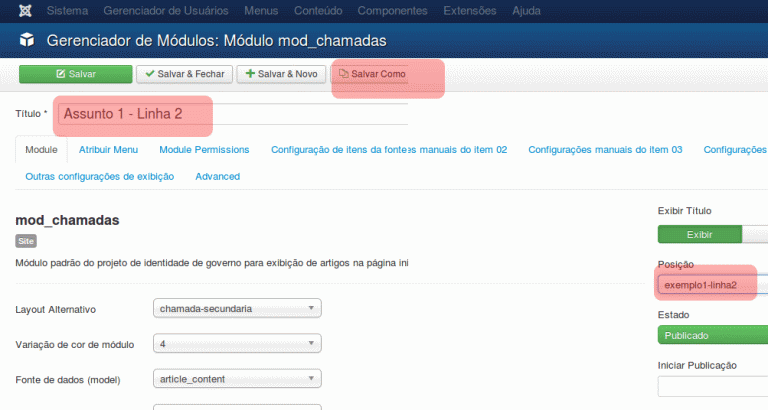 Sistema Gerenciador de Usuários Menus Conteúdo Componentes Extensões Ajuda
Gerenciador de Módulos: Módulo mod_chamadas
Salvar Salvar & Fechar Salvar & Novo Salvar Como
Título * Assunto 1 - Linha 2
Module Atribuir Menu Module Permissions Configuração de itens da fontes manuais do item 02 Configurações manuais do item 03 Configurações
Outras configurações de exibição Advanced
mod_chamadas
Site
Módulo padrão do projeto de identidade de governo para exibição de artigos na página ini
Layout Alternativo chamada-secundaria
Variação de cor de módulo 4
Fonte de dados (model) article_content
Exibir Título
Exibir
Posição
exemplo1-linha2
Estado
Publicado
Iniciar Publicação